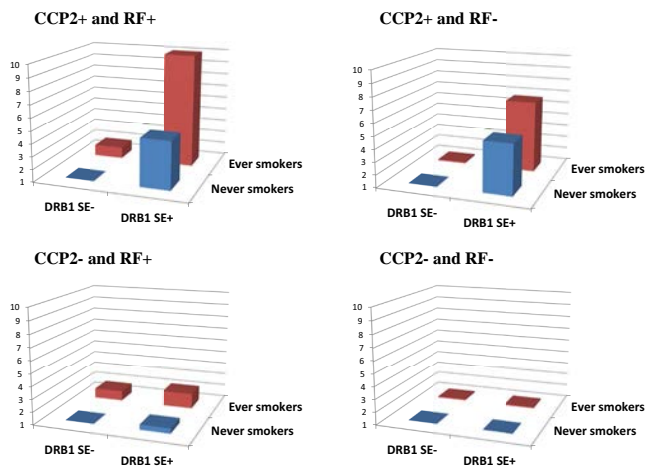 CCP2+ and RF+
10
9
8
7
6
5
4
3
2
1
DRB1 SE-
DRB1 SE+
Ever smokers
Never smokers
CCP2+ and RF-
10
9
8
7
6
5
4
3
2
1
DRB1 SE-
DRB1 SE+
Ever smokers
Never smokers
CCP2- and RF+
10
9
8
7
6
5
4
3
2
1
DRB1 SE-
DRB1 SE+
Ever smokers
Never smokers
CCP2- and RF-
10
9
8
7
6
5
4
3
2
1
DRB1 SE-
DRB1 SE+
Ever smokers
Never smokers